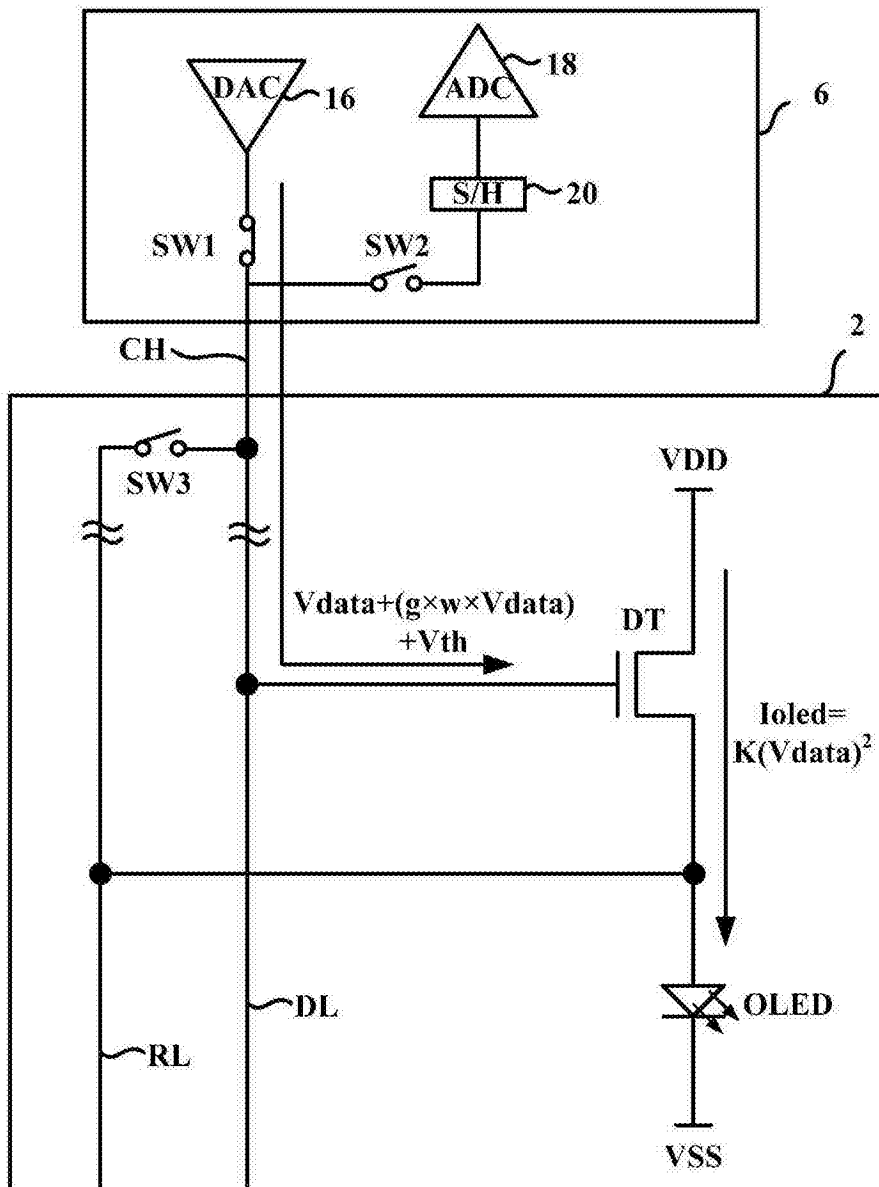 DAC
16
ADC
18
6
S/H
20
SW1
SW2
CH
2
SW3
VDD
Vdata+(g×w×Vdata)
+Vth
DT
Ioled=
K(Vdata)²
DL
OLED
RL
VSS